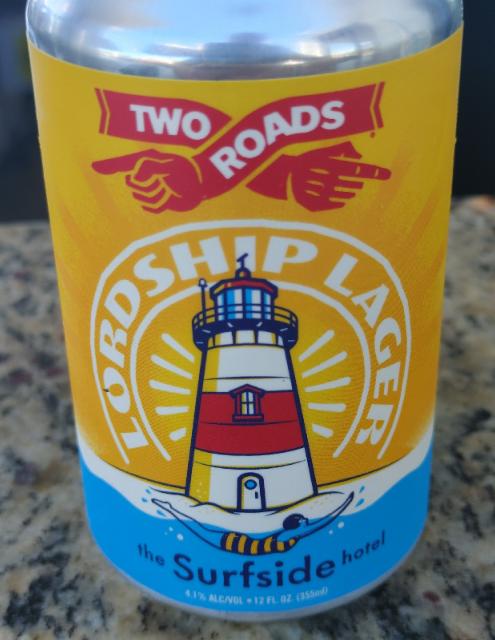 TWO ROADS
LORDSHIP LAGER
the Surfside hotel
4.1% ALC/VOL • 12 FL. OZ. (355ml)